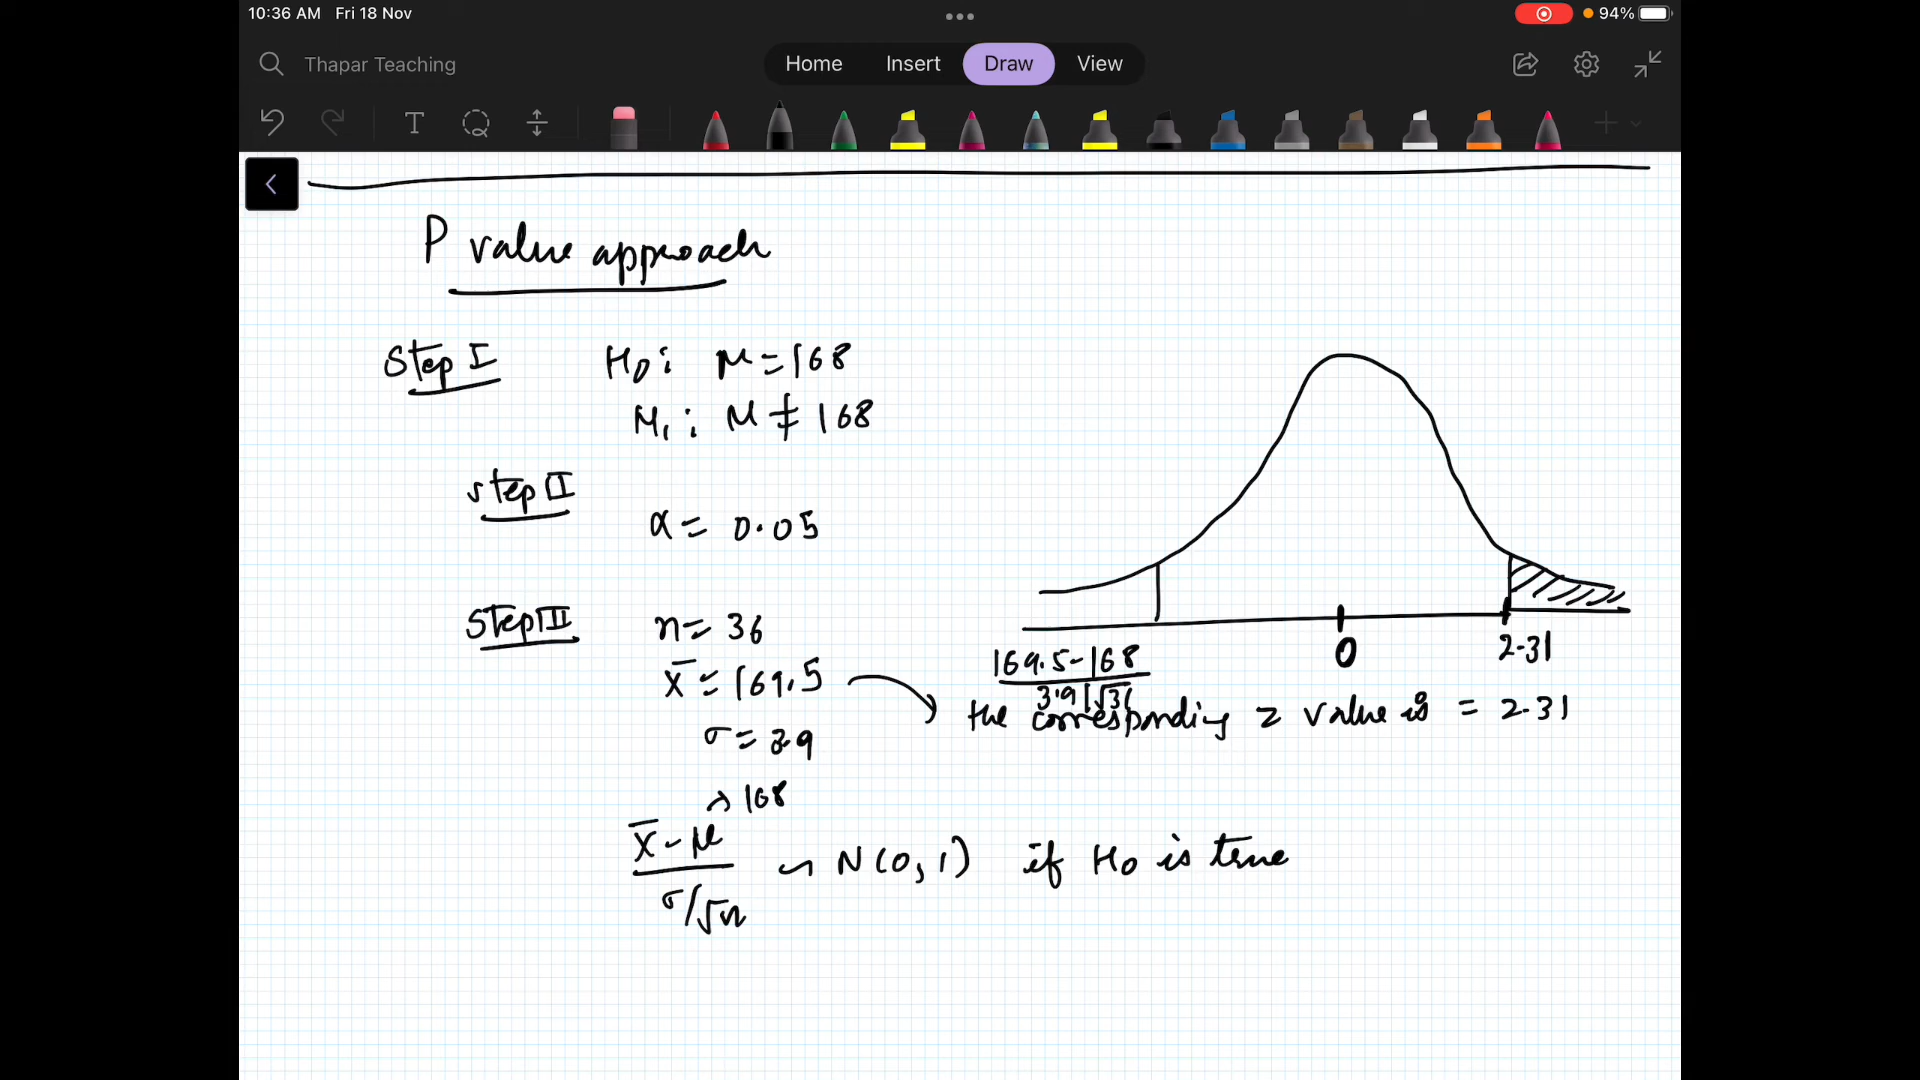 10:36 AM Fri 18 Nov
94%
Thapar Teaching
Home Insert Draw View
T
P value approach
Step I H0: μ=168
H1: μ ≠ 168
Step II
α = 0.05
Step III n = 36
x̄ = 169.5
σ = 3.9
→ 168
x̄ - μ / σ/√n ~ N(0,1) if H0 is true
0 2.31
169.5-168
3.9/√36
the corresponding z value is = 2.31